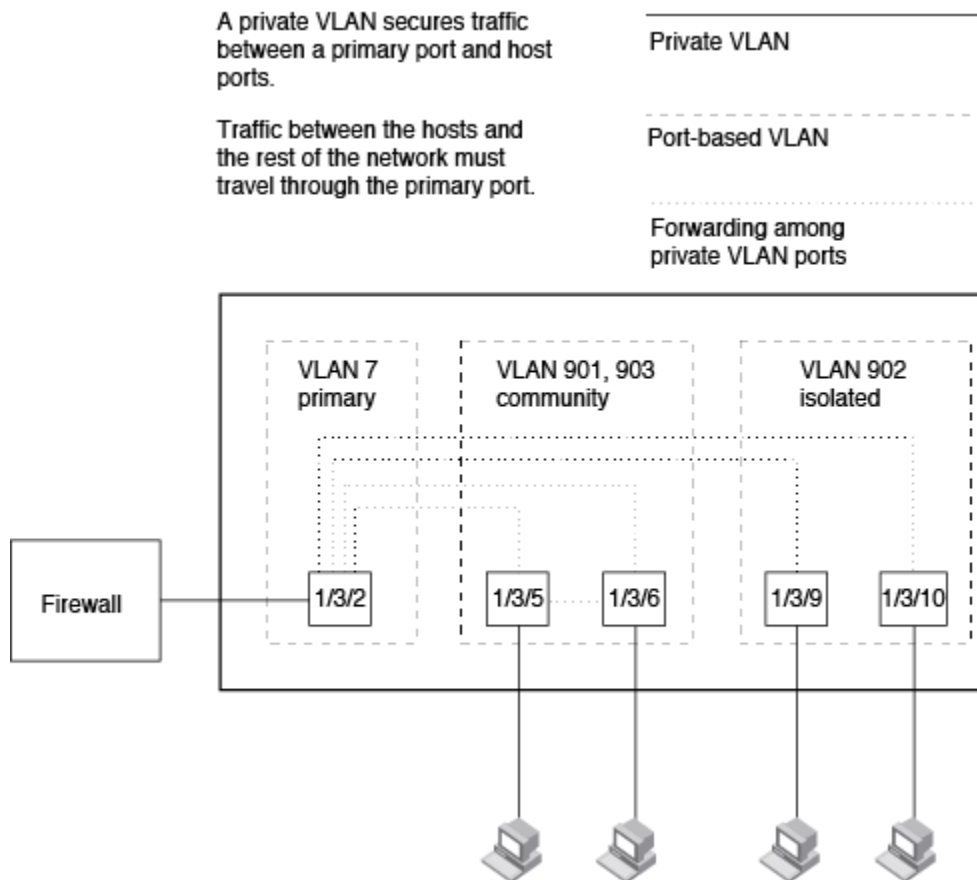 A private VLAN secures traffic
between a primary port and host
ports.
Traffic between the hosts and
the rest of the network must
travel through the primary port.
Private VLAN
Port-based VLAN
Forwarding among
private VLAN ports
VLAN 7
primary
VLAN 901, 903
community
VLAN 902
isolated
Firewall
1/3/2
1/3/5
1/3/6
1/3/9
1/3/10